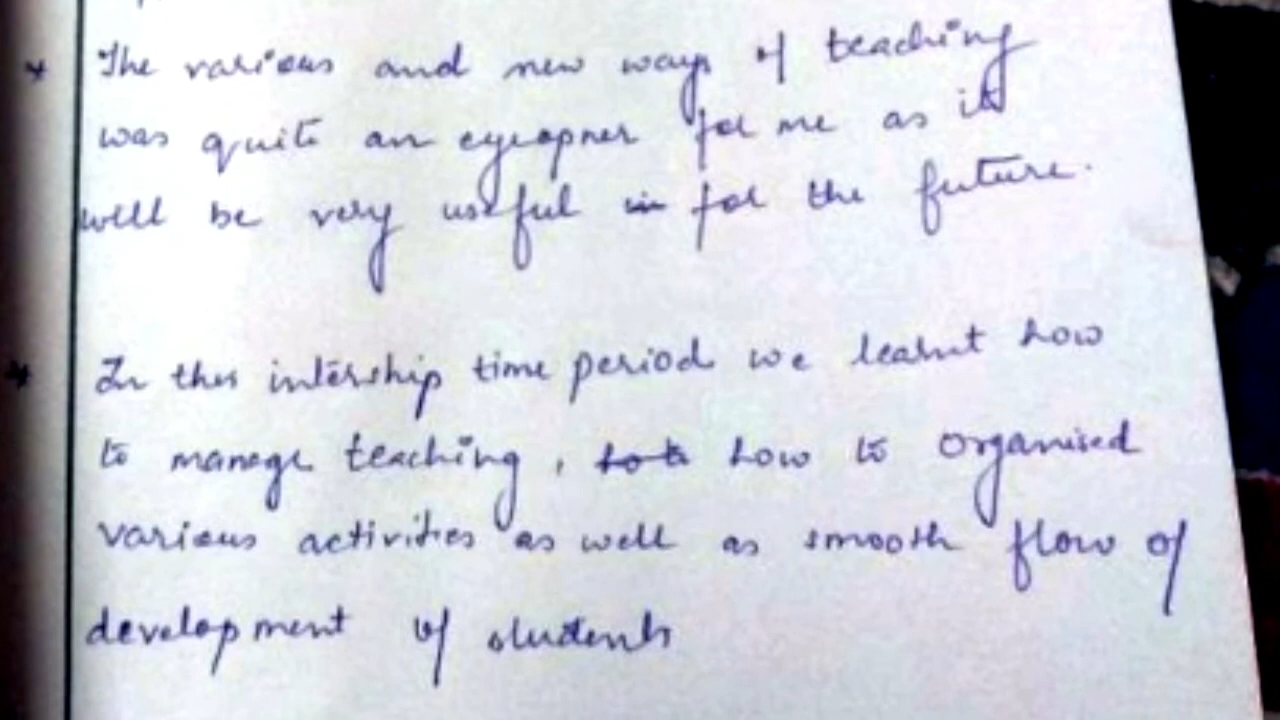 * The various and new ways of teaching
was quite an eyeopner for me as it
will be very useful in for the future.
* In this intership time period we learnt how
to manage teaching, how to organised
various activities as well as smooth flow of
development of students